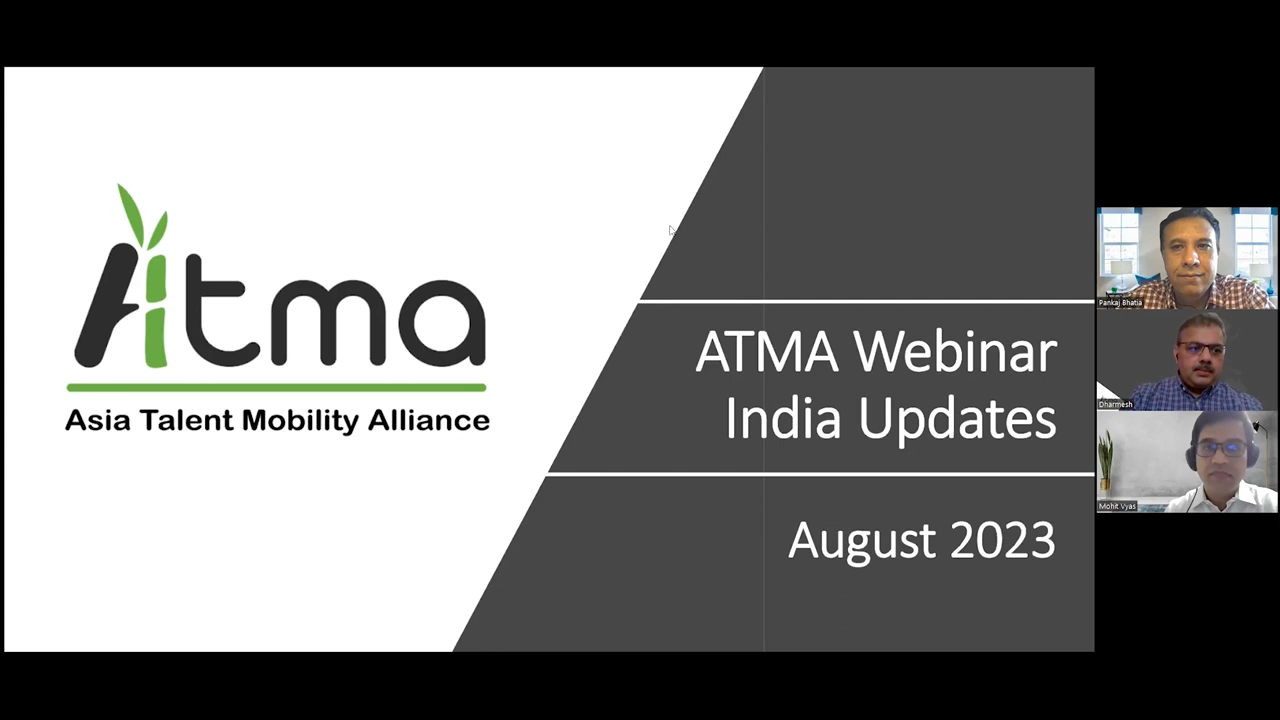 Atma
Asia Talent Mobility Alliance
ATMA Webinar
India Updates
August 2023
Pankaj Bhatia
Dharmesh
Mohit Vyas